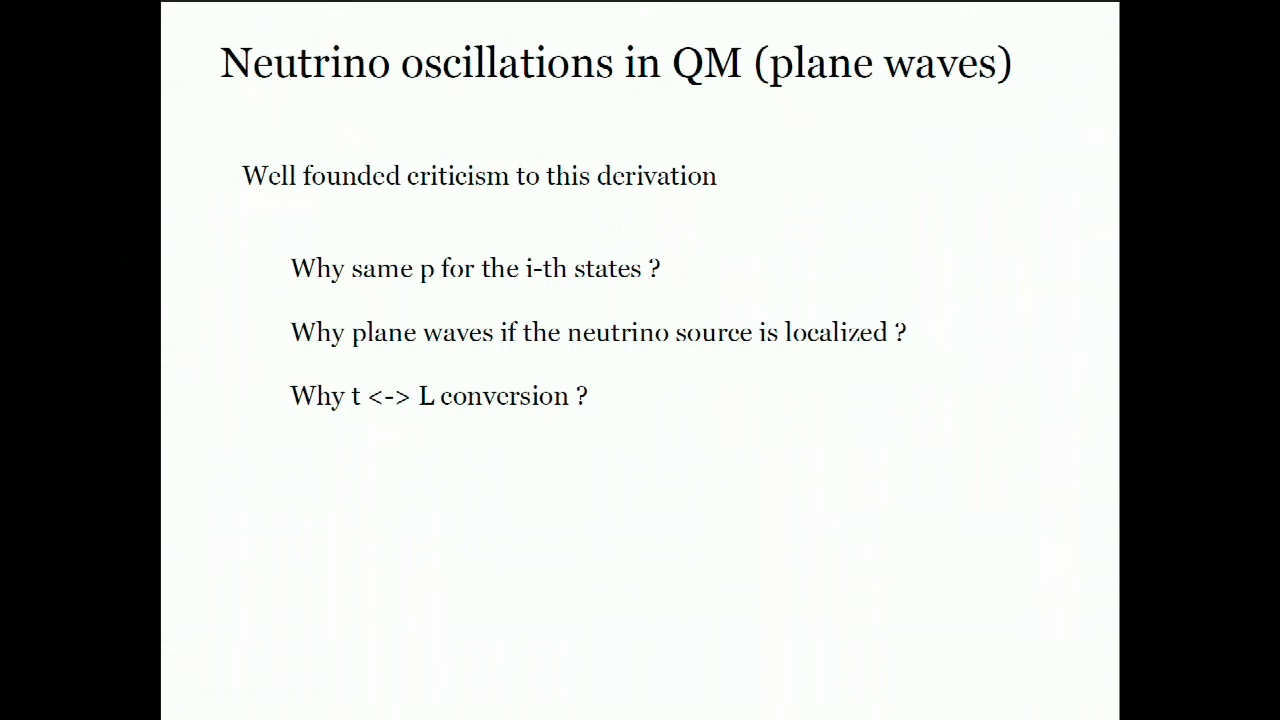 Neutrino oscillations in QM (plane waves)
Well founded criticism to this derivation
Why same p for the i-th states ?
Why plane waves if the neutrino source is localized ?
Why t <-> L conversion ?